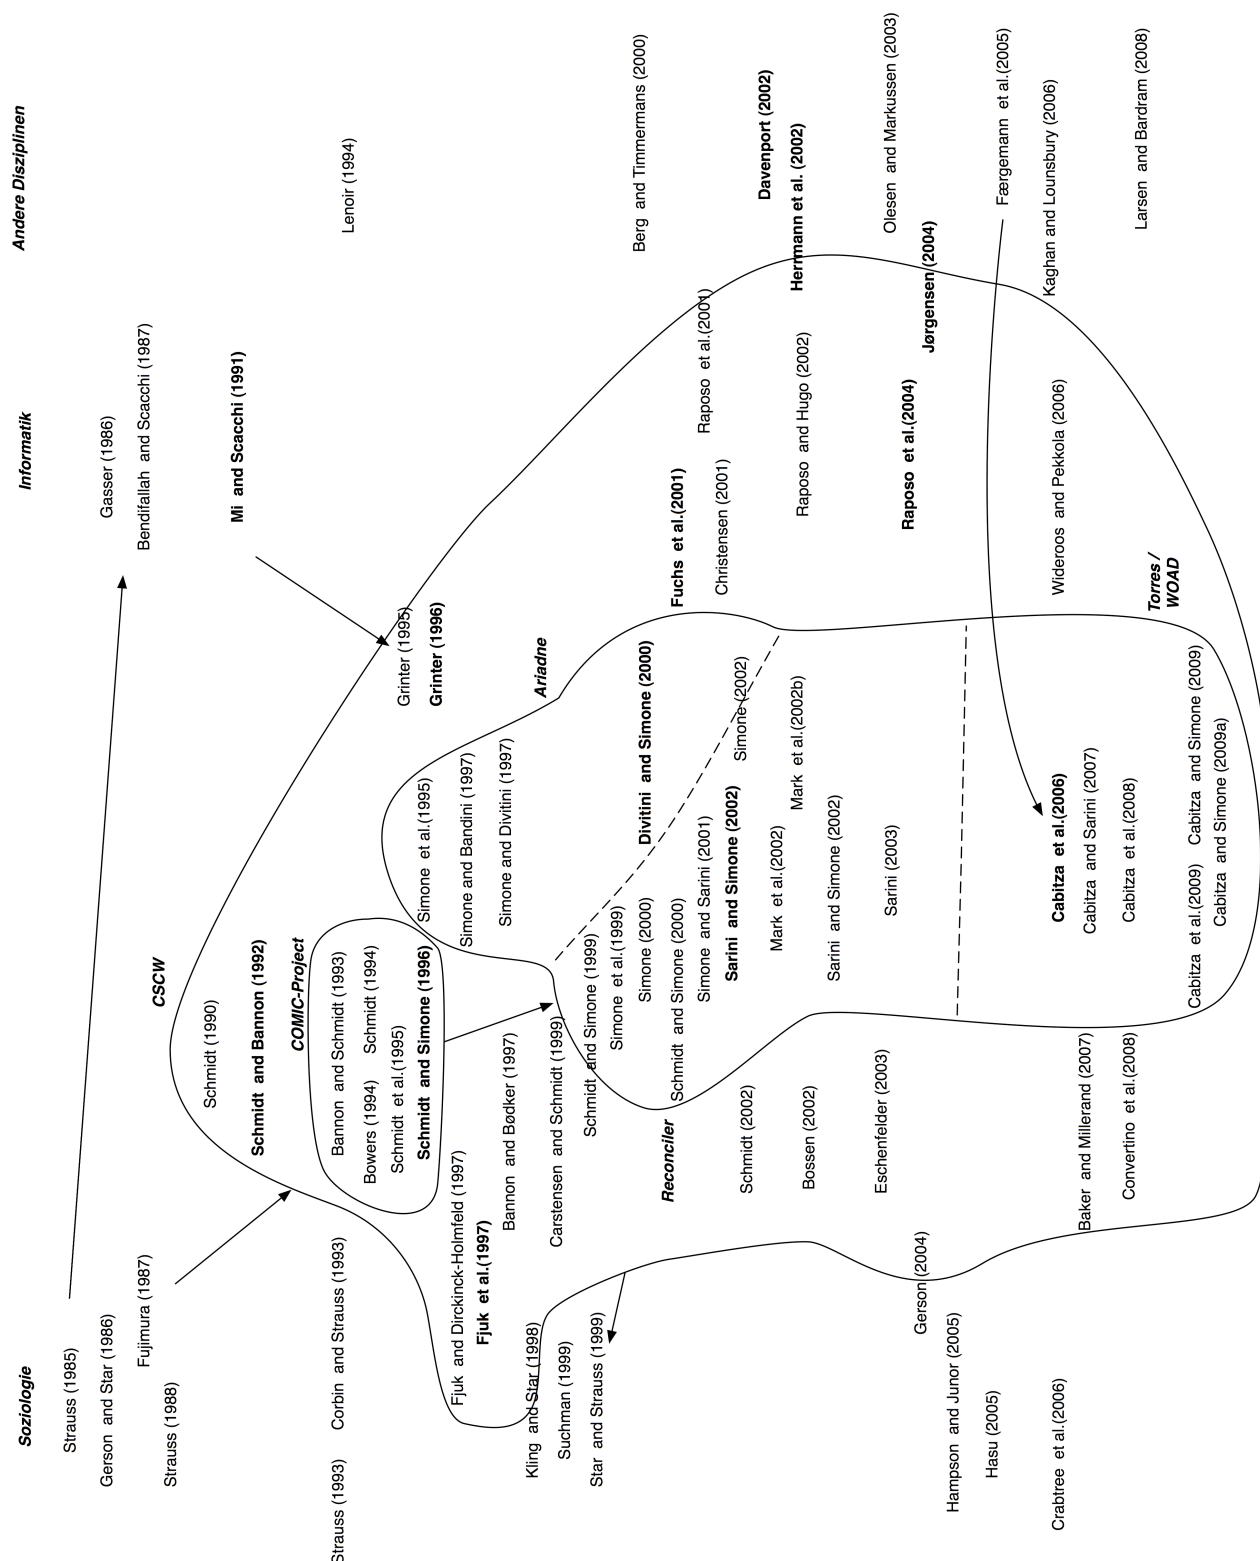 Soziologie
Informatik
Andere Disziplinen
Strauss (1985)
Gerson and Star (1986)
Gasser (1986)
Fujimura (1987)
Bendifallah and Scacchi (1987)
Strauss (1988)
CSCW
Schmidt (1990)
Mi and Scacchi (1991)
Schmidt and Bannon (1992)
COMIC-Project
Strauss (1993)
Corbin and Strauss (1993)
Bannon and Schmidt (1993)
Lenoir (1994)
Bowers (1994)
Schmidt (1994)
Schmidt et al.(1995)
Grinter (1995)
Schmidt and Simone (1996)
Simone et al.(1995)
Grinter (1996)
Fjuk and Dirckinck-Holmfeld (1997)
Simone and Bandini (1997)
Fjuk et al.(1997)
Bannon and Bødker (1997)
Simone and Divitini (1997)
Ariadne
Kling and Star (1998)
Carstensen and Schmidt (1999)
Suchman (1999)
Schmidt and Simone (1999)
Star and Strauss (1999)
Simone et al.(1999)
Simone (2000)
Divitini and Simone (2000)
Berg and Timmermans (2000)
Reconciler
Schmidt and Simone (2000)
Fuchs et al.(2001)
Simone and Sarini (2001)
Raposo et al.(2001)
Christensen (2001)
Sarini and Simone (2002)
Simone (2002)
Schmidt (2002)
Davenport (2002)
Mark et al.(2002)
Mark et al.(2002b)
Herrmann et al. (2002)
Bossen (2002)
Raposo and Hugo (2002)
Sarini and Simone (2002)
Eschenfelder (2003)
Sarini (2003)
Olesen and Markussen (2003)
Raposo et al.(2004)
Gerson (2004)
Jørgensen (2004)
Hampson and Junor (2005)
Hasu (2005)
Færgemann et al.(2005)
Kaghan and Lounsbury (2006)
Crabtree et al.(2006)
Cabitza et al.(2006)
Wideroos and Pekkola (2006)
Baker and Millerand (2007)
Cabitza and Sarini (2007)
Convertino et al.(2008)
Cabitza et al.(2008)
Larsen and Bardram (2008)
Torres /
WOAD
Cabitza et al.(2009)
Cabitza and Simone (2009)
Cabitza and Simone (2009a)